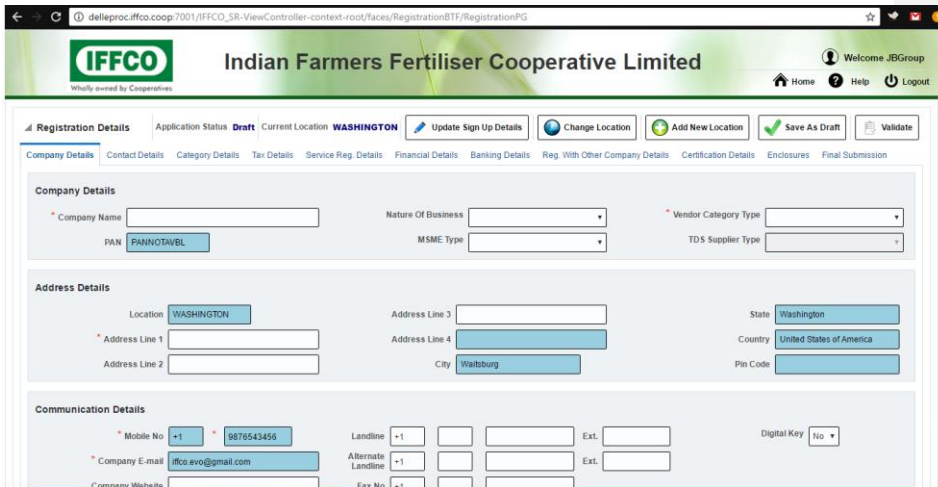 delleproc.iffco.coop:7001/IFFCO_SR-ViewController-context-root/faces/RegistrationBTF/RegistrationPG
IFFCO
Wholly owned by Cooperatives
Indian Farmers Fertiliser Cooperative Limited
Welcome JBGroup
Home Help Logout
Registration Details Application Status Draft Current Location WASHINGTON Update Sign Up Details Change Location Add New Location Save As Draft Validate
Company Details Contact Details Category Details Tax Details Service Reg. Details Financial Details Banking Details Reg. With Other Company Details Certification Details Enclosures Final Submission
Company Details
* Company Name Nature Of Business * Vendor Category Type
PAN PANNOTAVBL MSME Type TDS Supplier Type
Address Details
Location WASHINGTON Address Line 3 State Washington
* Address Line 1 Address Line 4 Country United States of America
Address Line 2 City Waitsburg Pin Code
Communication Details
* Mobile No +1 * 9876543456 Landline +1 Ext. Digital Key No
* Company E-mail iffco.evo@gmail.com Alternate Landline +1 Ext.
Company Website Fax No +1